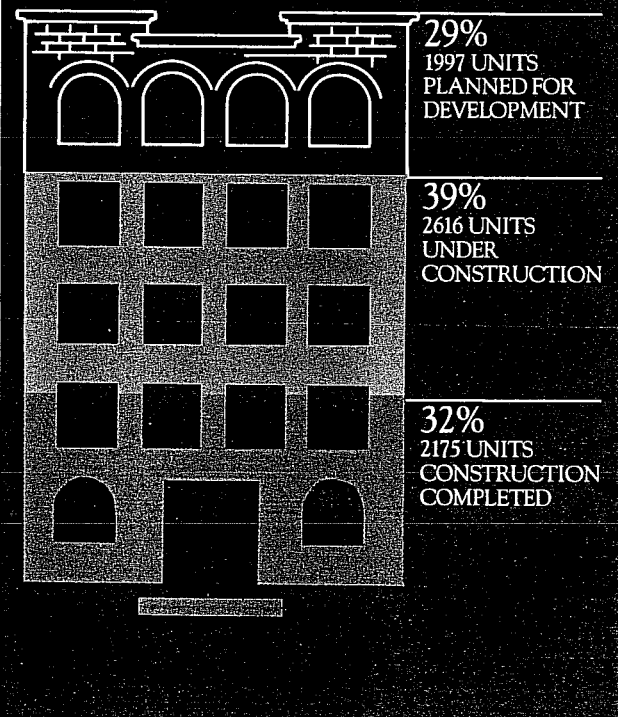 29%
1997 UNITS
PLANNED FOR
DEVELOPMENT
39%
2616 UNITS
UNDER
CONSTRUCTION
32%
2175 UNITS
CONSTRUCTION
COMPLETED